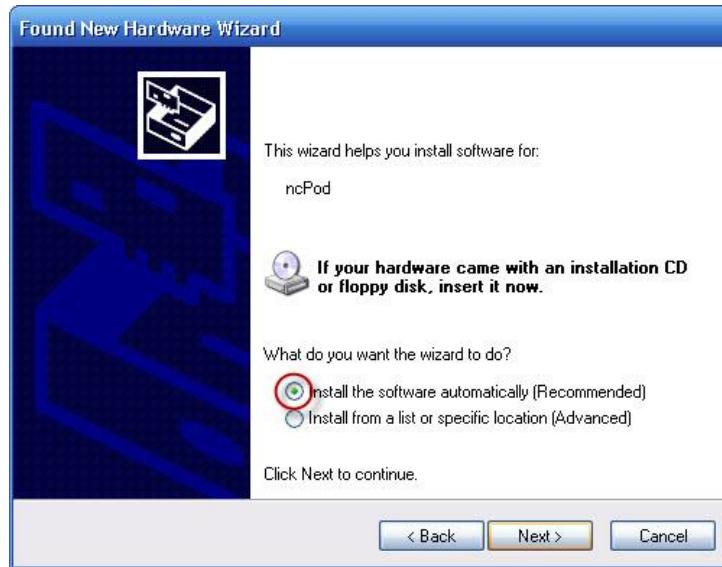 Found New Hardware Wizard
This wizard helps you install software for:
ncPod
If your hardware came with an installation CD
or floppy disk, insert it now.
What do you want the wizard to do?
Install the software automatically (Recommended)
Install from a list or specific location (Advanced)
Click Next to continue.
< Back Next > Cancel